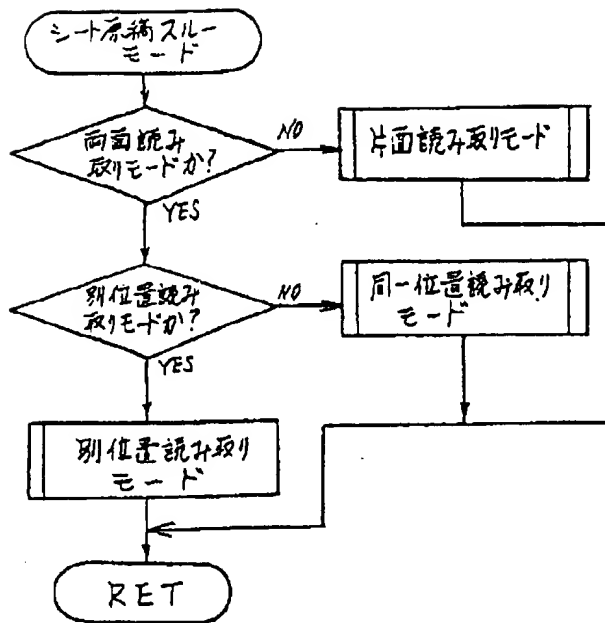 シート原稿スルー
モード
両面読み
取りモードか?
NO
片面読み取りモード
YES
別位置読み
取りモードか?
NO
同一位置読み取り
モード
YES
別位置読み取り
モード
RET